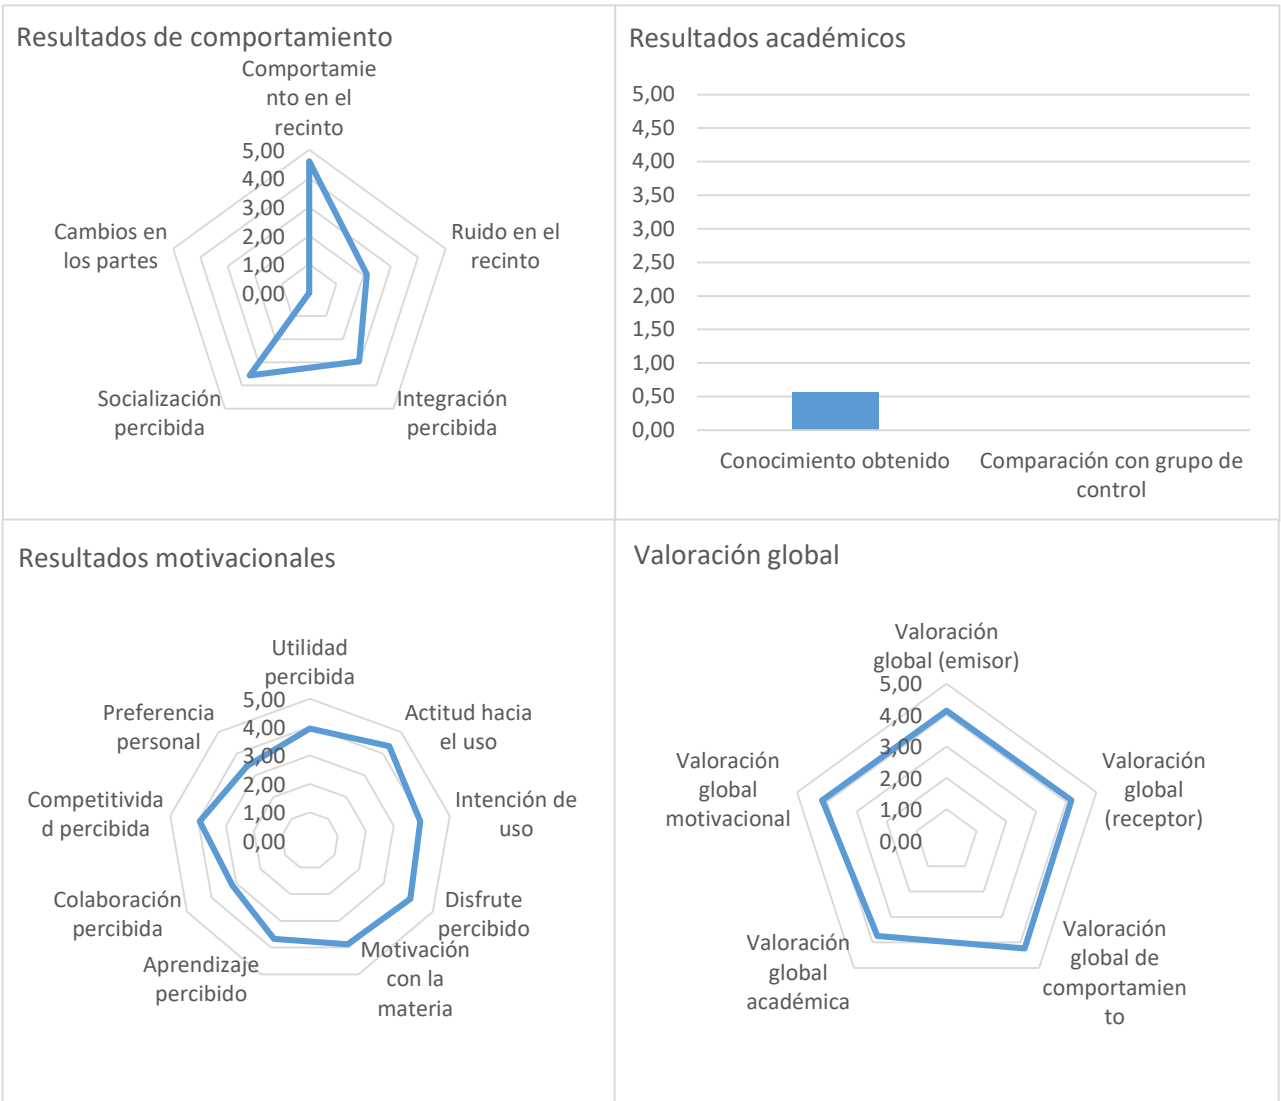 Resultados de comportamiento
Comportamie
nto en el
recinto
5,00
4,00
3,00
2,00
1,00
0,00
Ruido en el
recinto
Integración
percibida
Socialización
percibida
Cambios en
los partes
Resultados académicos
5,00
4,50
4,00
3,50
3,00
2,50
2,00
1,50
1,00
0,50
0,00
Conocimiento obtenido
Comparación con grupo de
control
Resultados motivacionales
Utilidad
percibida
5,00
4,00
3,00
2,00
1,00
0,00
Actitud hacia
el uso
Intención de
uso
Disfrute
percibido
Motivación
con la
materia
Aprendizaje
percibido
Colaboración
percibida
Competitivida
d percibida
Preferencia
personal
Valoración global
Valoración
global (emisor)
5,00
4,00
3,00
2,00
1,00
0,00
Valoración
global
(receptor)
Valoración
global de
comportamien
to
Valoración
global
académica
Valoración
global
motivacional